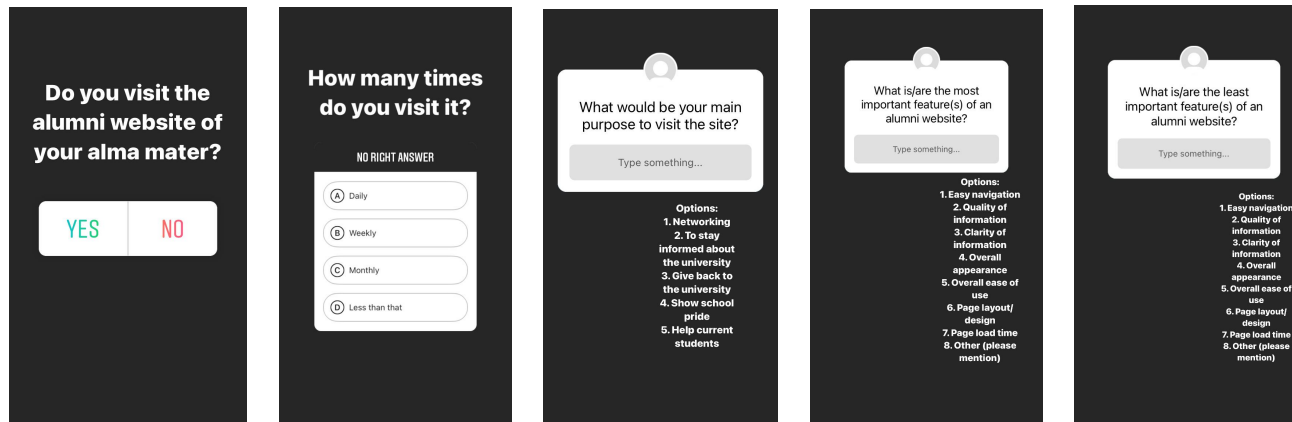 Do you visit the
alumni website of
your alma mater?
YES NO
How many times
do you visit it?
NO RIGHT ANSWER
A Daily
B Weekly
C Monthly
D Less than that
What would be your main
purpose to visit the site?
Type something...
Options:
1. Networking
2. To stay
informed about
the university
3. Give back to
the university
4. Show school
pride
5. Help current
students
What is/are the most
important feature(s) of an
alumni website?
Type something...
Options:
1. Easy navigation
2. Quality of
information
3. Clarity of
information
4. Overall
appearance
5. Overall ease of
use
6. Page layout/
design
7. Page load time
8. Other (please
mention)
What is/are the least
important feature(s) of an
alumni website?
Type something...
Options:
1. Easy navigation
2. Quality of
information
3. Clarity of
information
4. Overall
appearance
5. Overall ease of
use
6. Page layout/
design
7. Page load time
8. Other (please
mention)